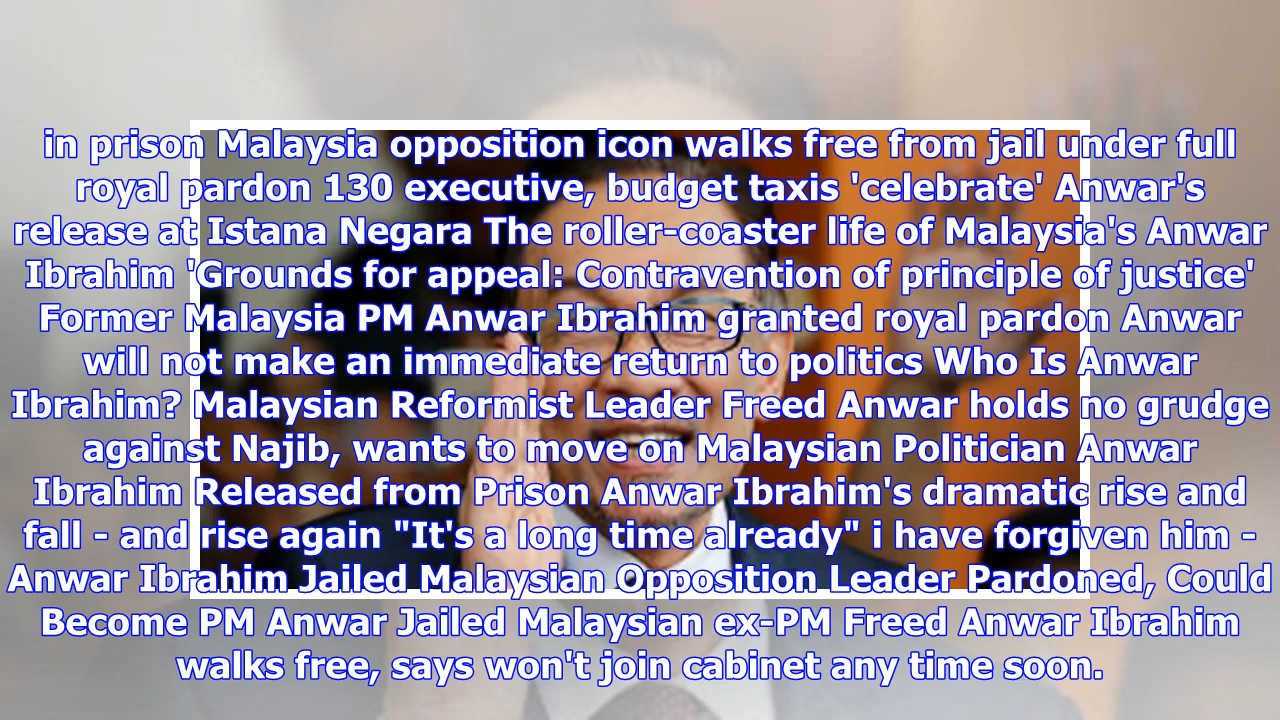 in prison Malaysia opposition icon walks free from jail under full
royal pardon 130 executive, budget taxis 'celebrate' Anwar's
release at Istana Negara The roller-coaster life of Malaysia's Anwar
Ibrahim 'Grounds for appeal: Contravention of principle of justice'
Former Malaysia PM Anwar Ibrahim granted royal pardon Anwar
will not make an immediate return to politics Who Is Anwar
Ibrahim? Malaysian Reformist Leader Freed Anwar holds no grudge
against Najib, wants to move on Malaysian Politician Anwar
Ibrahim Released from Prison Anwar Ibrahim's dramatic rise and
fall - and rise again "It's a long time already" i have forgiven him -
Anwar Ibrahim Jailed Malaysian Opposition Leader Pardoned, Could
Become PM Anwar Jailed Malaysian ex-PM Freed Anwar Ibrahim
walks free, says won't join cabinet any time soon.